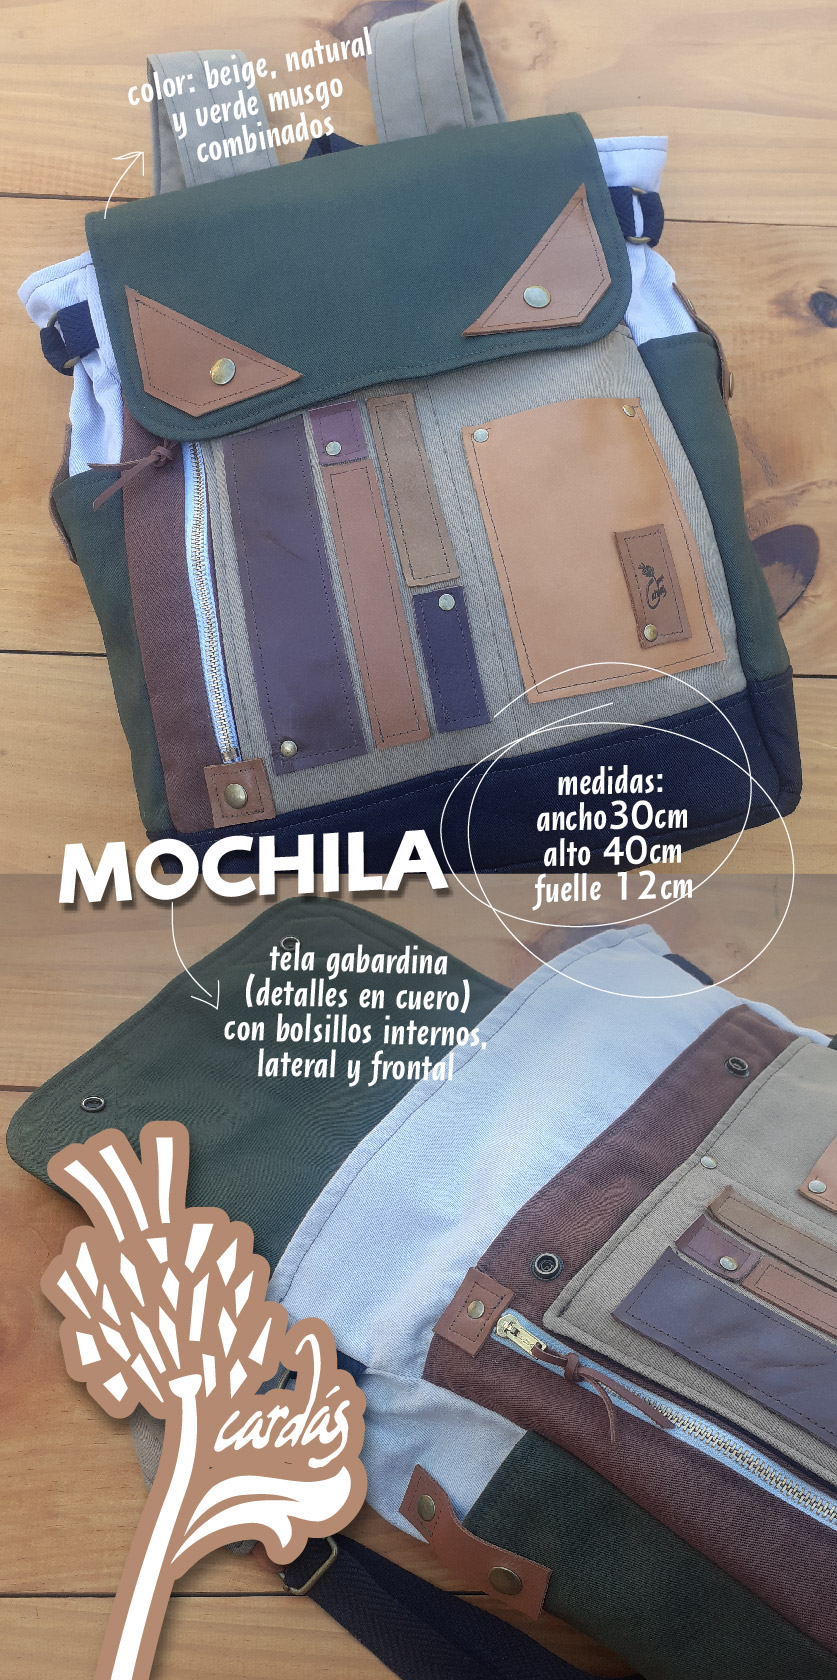 color: beige, natural
y verde musgo
combinados
MOCHILA
medidas:
ancho30cm
alto 40cm
fuelle 12cm
tela gabardina
(detalles en cuero)
con bolsillos internos,
lateral y frontal
cardás